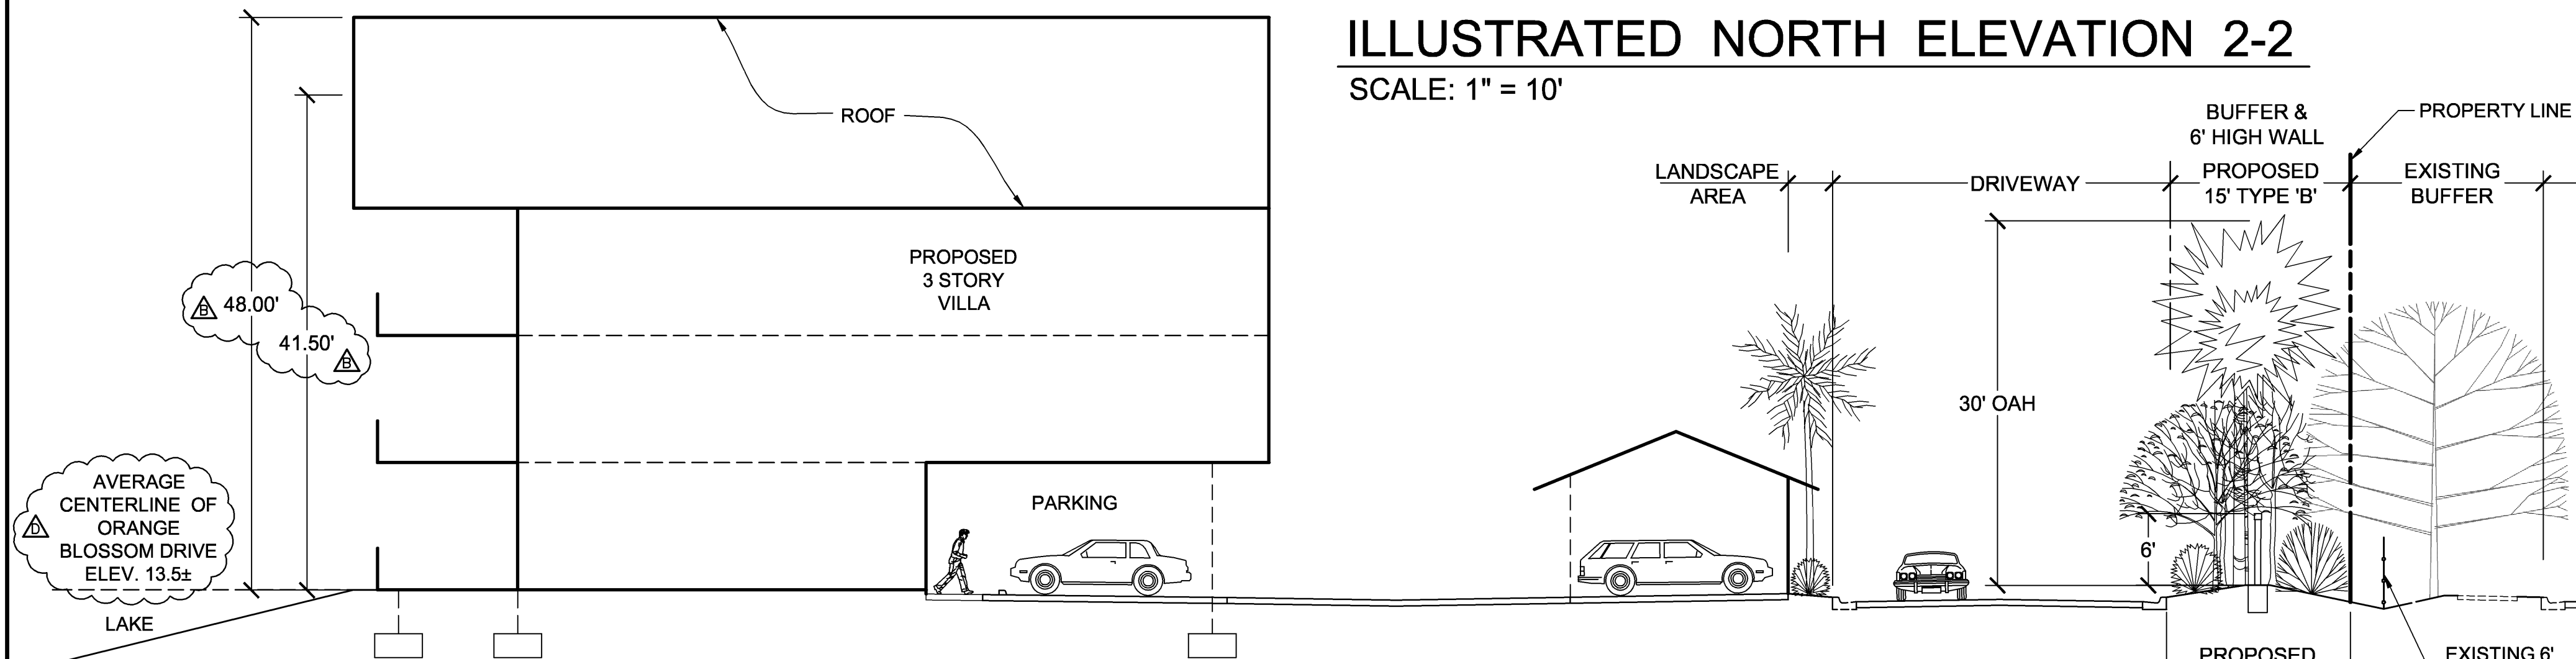 ILLUSTRATED NORTH ELEVATION 2-2
SCALE: 1" = 10'
ROOF
PROPOSED
3 STORY
VILLA
B
48.00'
41.50'
B
AVERAGE
CENTERLINE OF
ORANGE
BLOSSOM DRIVE
ELEV. 13.5±
D
LAKE
PARKING
LANDSCAPE
AREA
DRIVEWAY
BUFFER &
6' HIGH WALL
PROPOSED
15' TYPE 'B'
PROPERTY LINE
EXISTING
BUFFER
30' OAH
6'
PROPOSED
EXISTING 6'